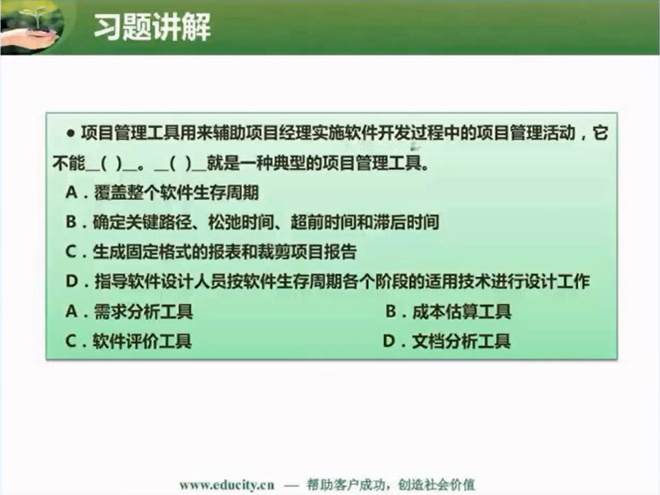 习题讲解
● 项目管理工具用来辅助项目经理实施软件开发过程中的项目管理活动，它
不能__( )__。__( )__就是一种典型的项目管理工具。
A．覆盖整个软件生存周期
B．确定关键路径、松弛时间、超前时间和滞后时间
C．生成固定格式的报表和裁剪项目报告
D．指导软件设计人员按软件生存周期各个阶段的适用技术进行设计工作
A．需求分析工具 B．成本估算工具
C．软件评价工具 D．文档分析工具
www.educity.cn — 帮助客户成功，创造社会价值